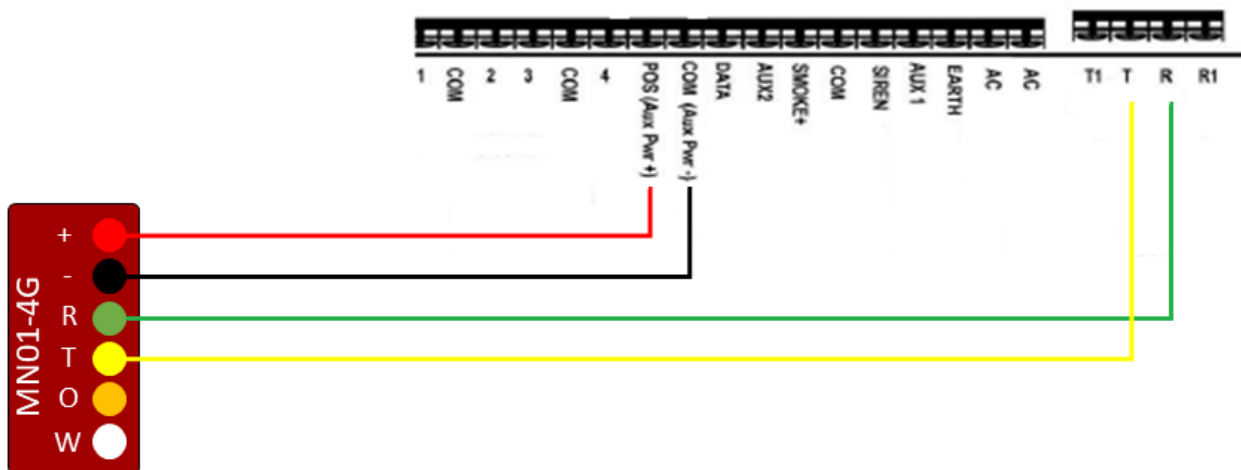 1
COM
2
3
COM
4
POS (Aux Pwr +)
COM (Aux Pwr -)
DATA
AUX2
SMOKE+
COM
SIREN
AUX 1
EARTH
AC
AC
T1
T
R
R1
MN01-4G
+
-
R
T
O
W